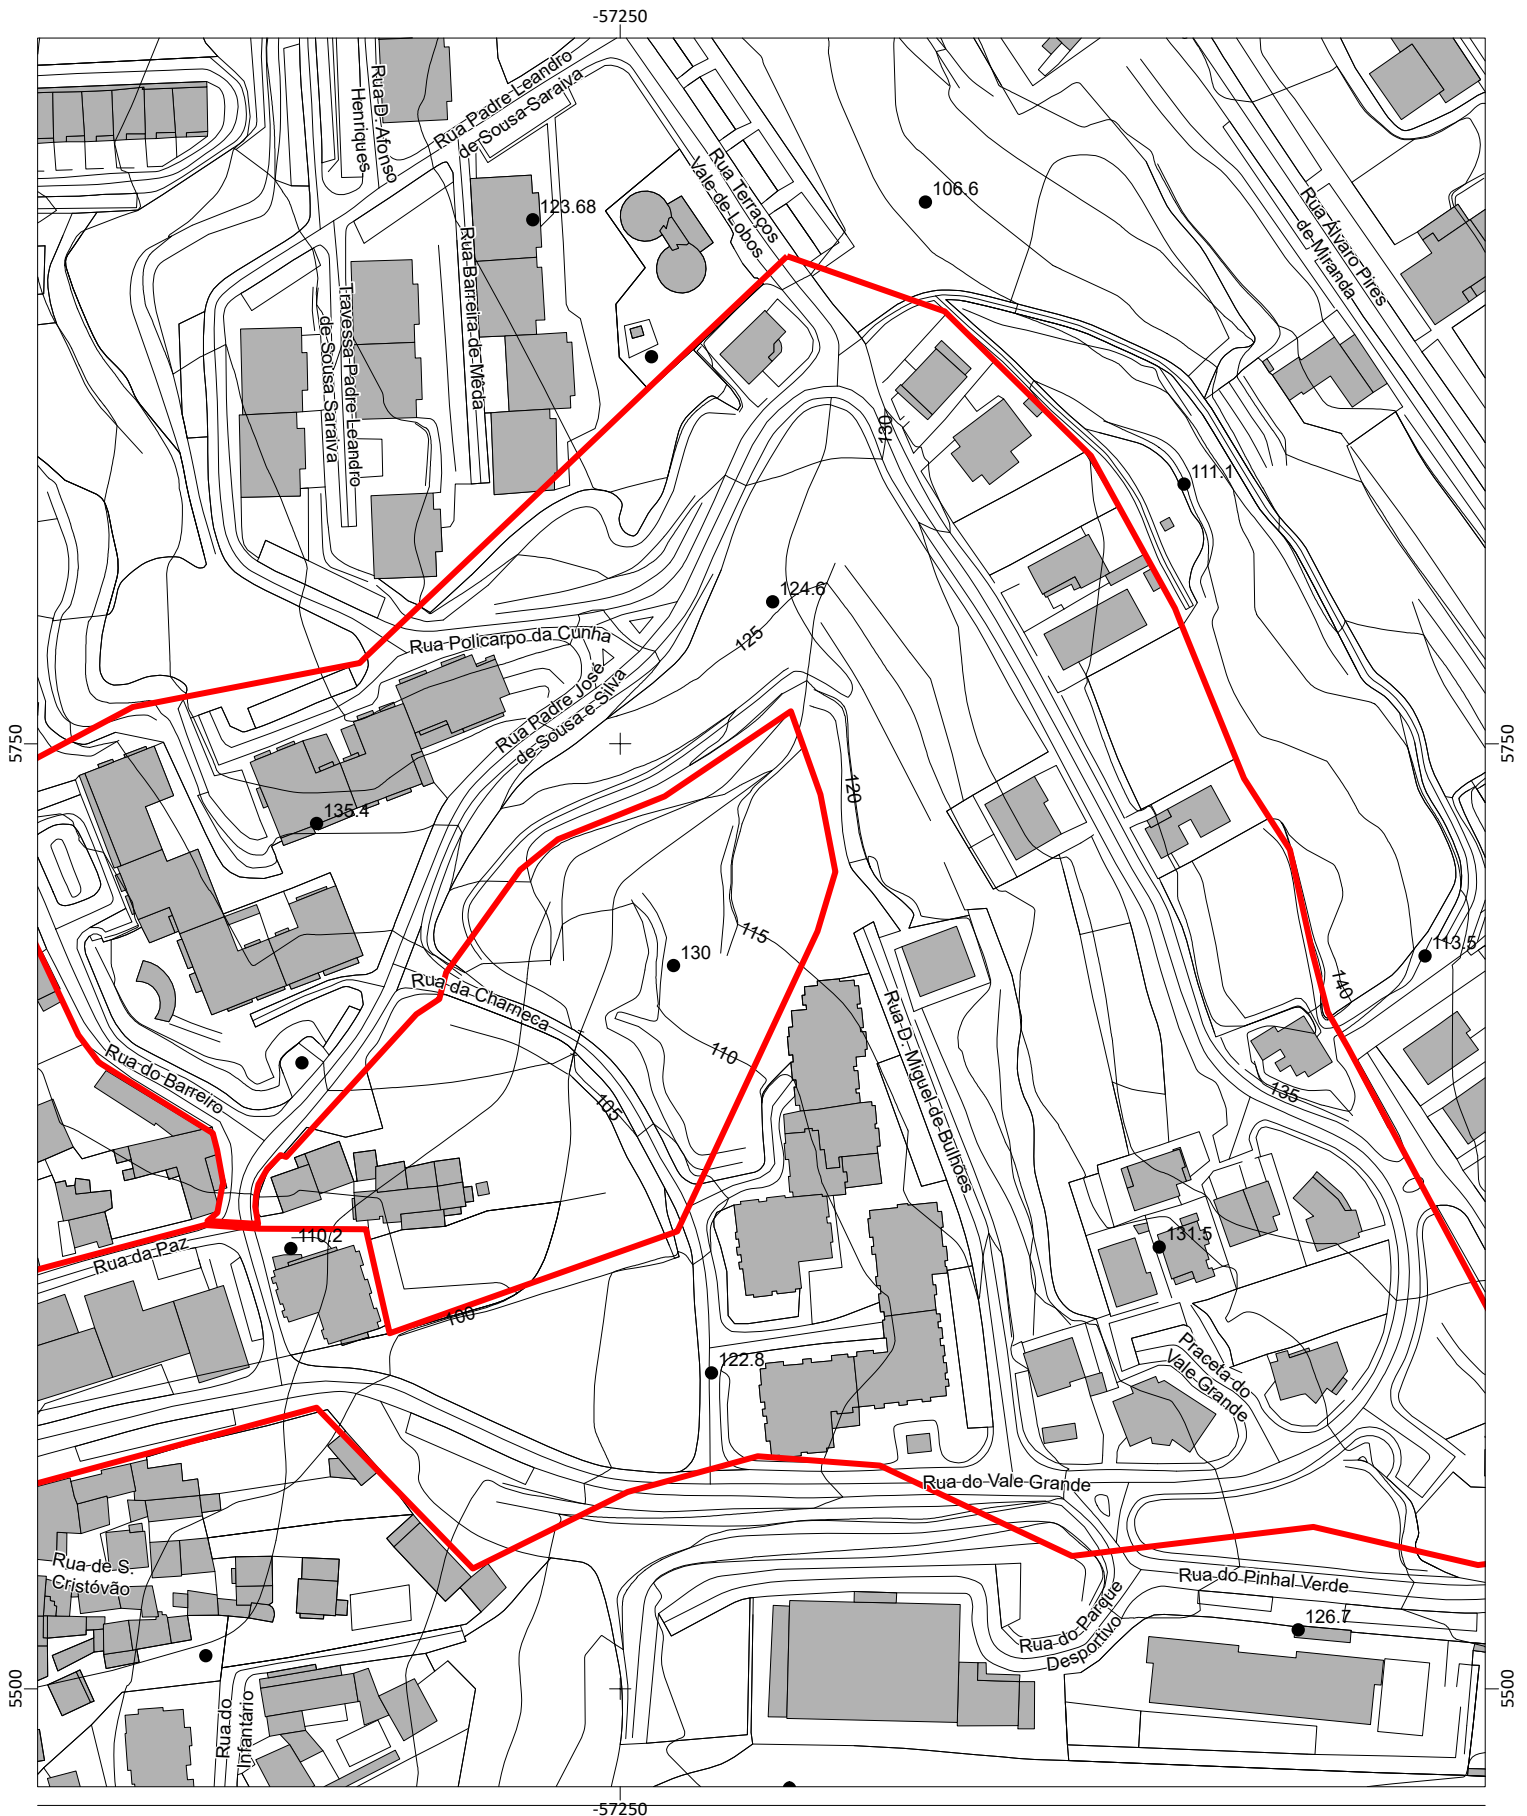 -57250
Rua D. Afonso
Henriques
Rua Padre Leandro
de Sousa Saraiva
Rua Terraços
Vale de Lobos
106.6
123.68
Rua Álvaro Pires
de Miranda
Rua Barreira de Mêda
Travessa Padre Leandro
de Sousa Saraiva
130
111.1
124.6
125
Rua Policarpo da Cunha
Rua Padre José
de Sousa e Silva
5750
5750
120
135.4
115
130
113.5
140
Rua da Charneca
Rua D. Miguel de Bulhões
110
Rua do Barreiro
105
135
110.2
Rua da Paz
131.5
100
122.8
Praceta do
Vale Grande
Rua do Vale Grande
Rua de S.
Cristóvão
Rua do Pinhal Verde
Rua do Parque
Desportivo
126.7
5500
5500
Rua do
Infantário
-57250